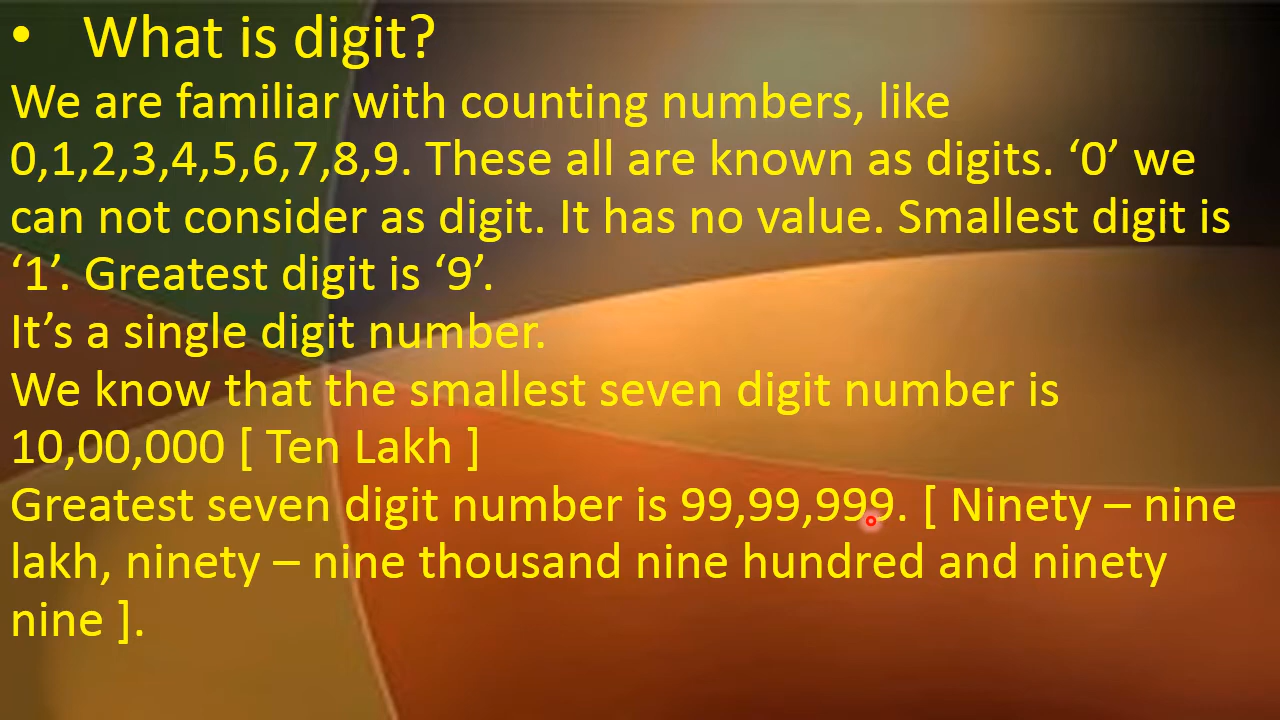 • What is digit?
We are familiar with counting numbers, like
0,1,2,3,4,5,6,7,8,9. These all are known as digits. ‘0’ we
can not consider as digit. It has no value. Smallest digit is
‘1’. Greatest digit is ‘9’.
It’s a single digit number.
We know that the smallest seven digit number is
10,00,000 [ Ten Lakh ]
Greatest seven digit number is 99,99,999. [ Ninety – nine
lakh, ninety – nine thousand nine hundred and ninety
nine ].